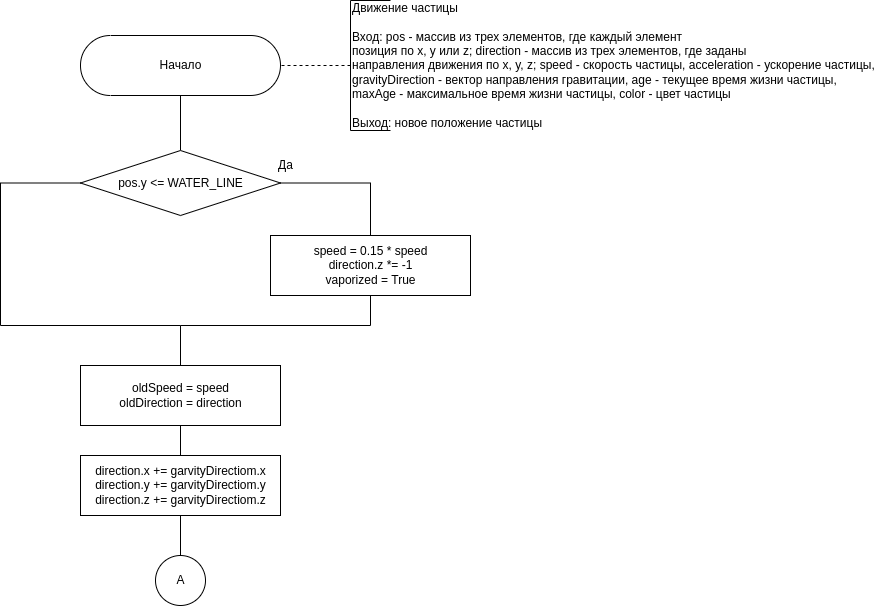 Движение частицы
Вход: pos - массив из трех элементов, где каждый элемент
позиция по x, y или z; direction - массив из трех элементов, где заданы
направления движения по x, y, z; speed - скорость частицы, acceleration - ускорение частицы,
gravityDirection - вектор направления гравитации, age - текущее время жизни частицы,
maxAge - максимальное время жизни частицы, color - цвет частицы
Выход: новое положение частицы
Начало
pos.y <= WATER_LINE
Да
speed = 0.15 * speed
direction.z *= -1
vaporized = True
oldSpeed = speed
oldDirection = direction
direction.x += garvityDirectiom.x
direction.y += garvityDirectiom.y
direction.z += garvityDirectiom.z
A